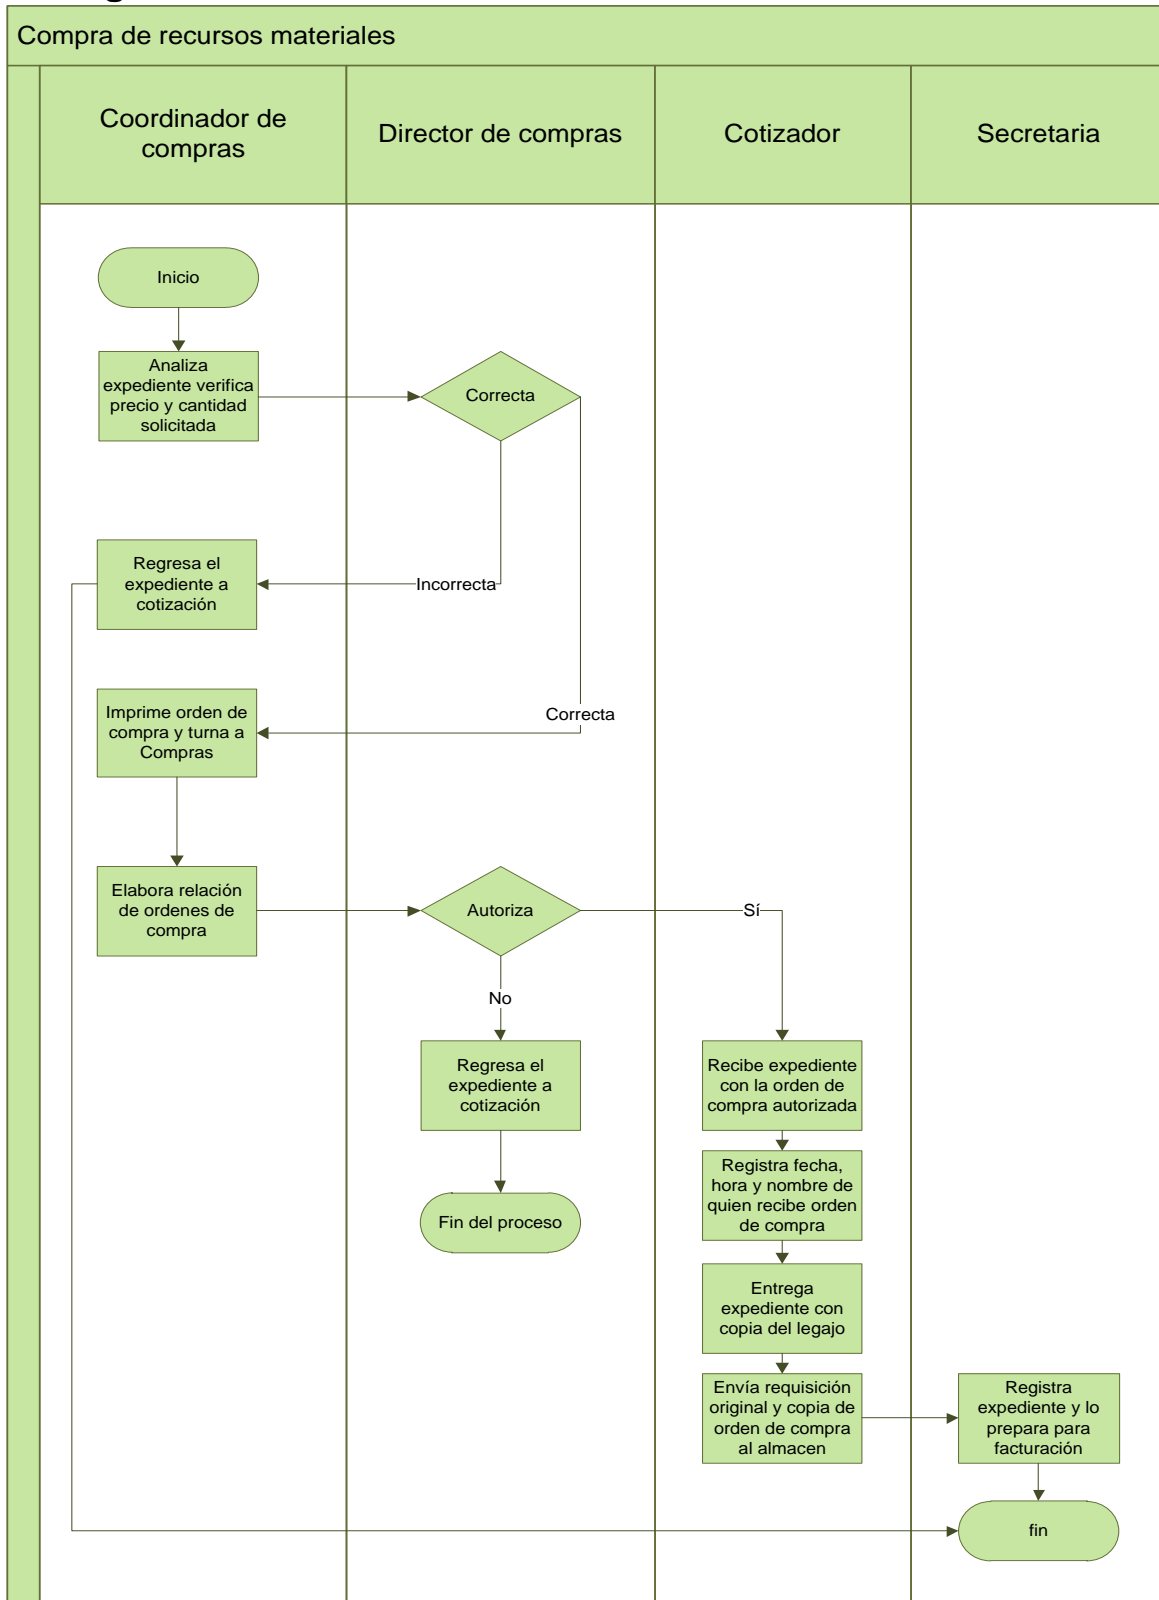 Compra de recursos materiales
Coordinador de
compras
Director de compras
Cotizador
Secretaria
Inicio
Analiza
expediente verifica
precio y cantidad
solicitada
Correcta
Regresa el
expediente a
cotización
Incorrecta
Imprime orden de
compra y turna a
Compras
Correcta
Elabora relación
de ordenes de
compra
Autoriza
Sí
No
Regresa el
expediente a
cotización
Recibe expediente
con la orden de
compra autorizada
Registra fecha,
hora y nombre de
quien recibe orden
de compra
Fin del proceso
Entrega
expediente con
copia del legajo
Envía requisición
original y copia de
orden de compra
al almacen
Registra
expediente y lo
prepara para
facturación
fin